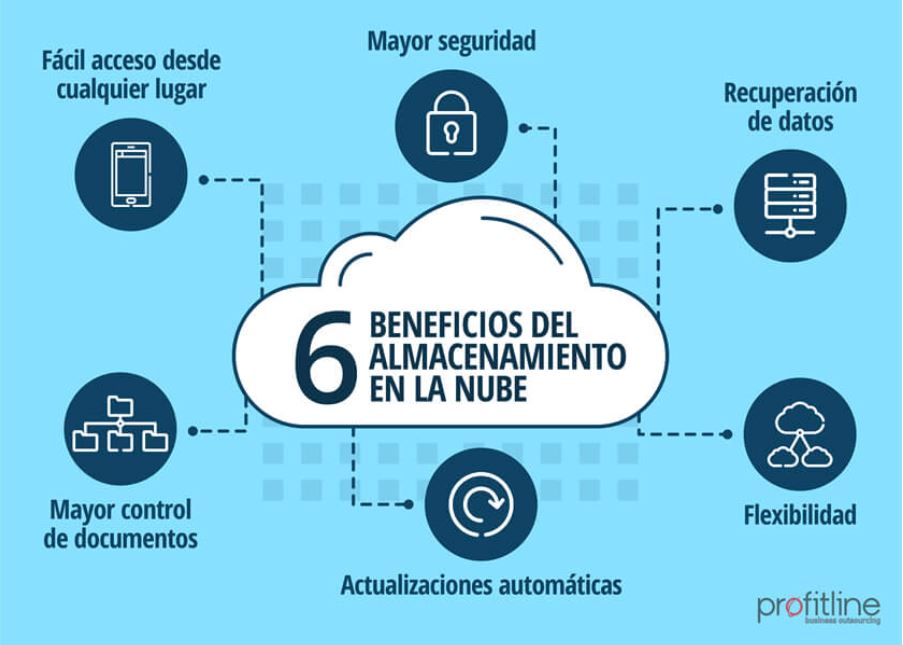 Mayor seguridad
Fácil acceso desde
cualquier lugar
Recuperación
de datos
6
BENEFICIOS DEL
ALMACENAMIENTO
EN LA NUBE
Mayor control
de documentos
Flexibilidad
Actualizaciones automáticas
profitline
business outsourcing